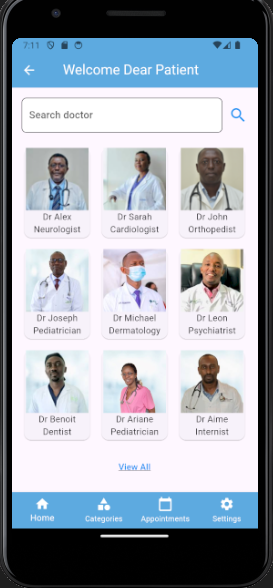 7:11
Welcome Dear Patient
Search doctor
Dr Alex
Neurologist
Dr Sarah
Cardiologist
Dr John
Orthopedist
Dr Joseph
Pediatrician
Dr Michael
Dermatology
Dr Leon
Psychiatrist
Dr Benoit
Dentist
Dr Ariane
Pediatrician
Dr Aime
Internist
View All
Home
Categories
Appointments
Settings